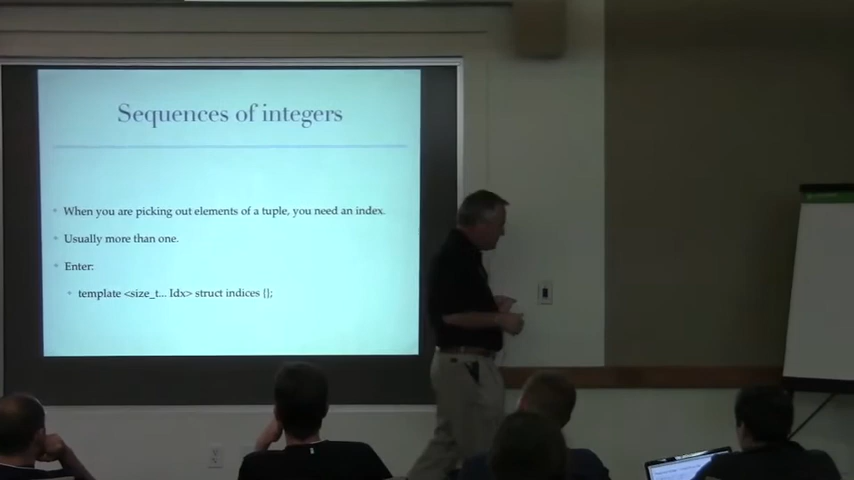 Sequences of integers
When you are picking out elements of a tuple, you need an index.
Usually more than one.
Enter:
template <size_t... Idx> struct indices {};